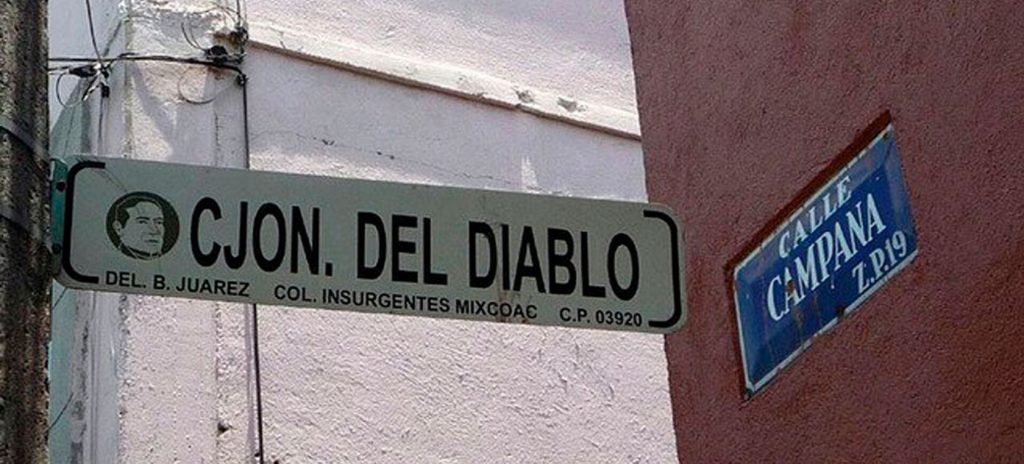 CJON. DEL DIABLO
DEL. B. JUAREZ COL. INSURGENTES MIXCOAC C.P. 03920
CALLE
CAMPANA
Z.P.19